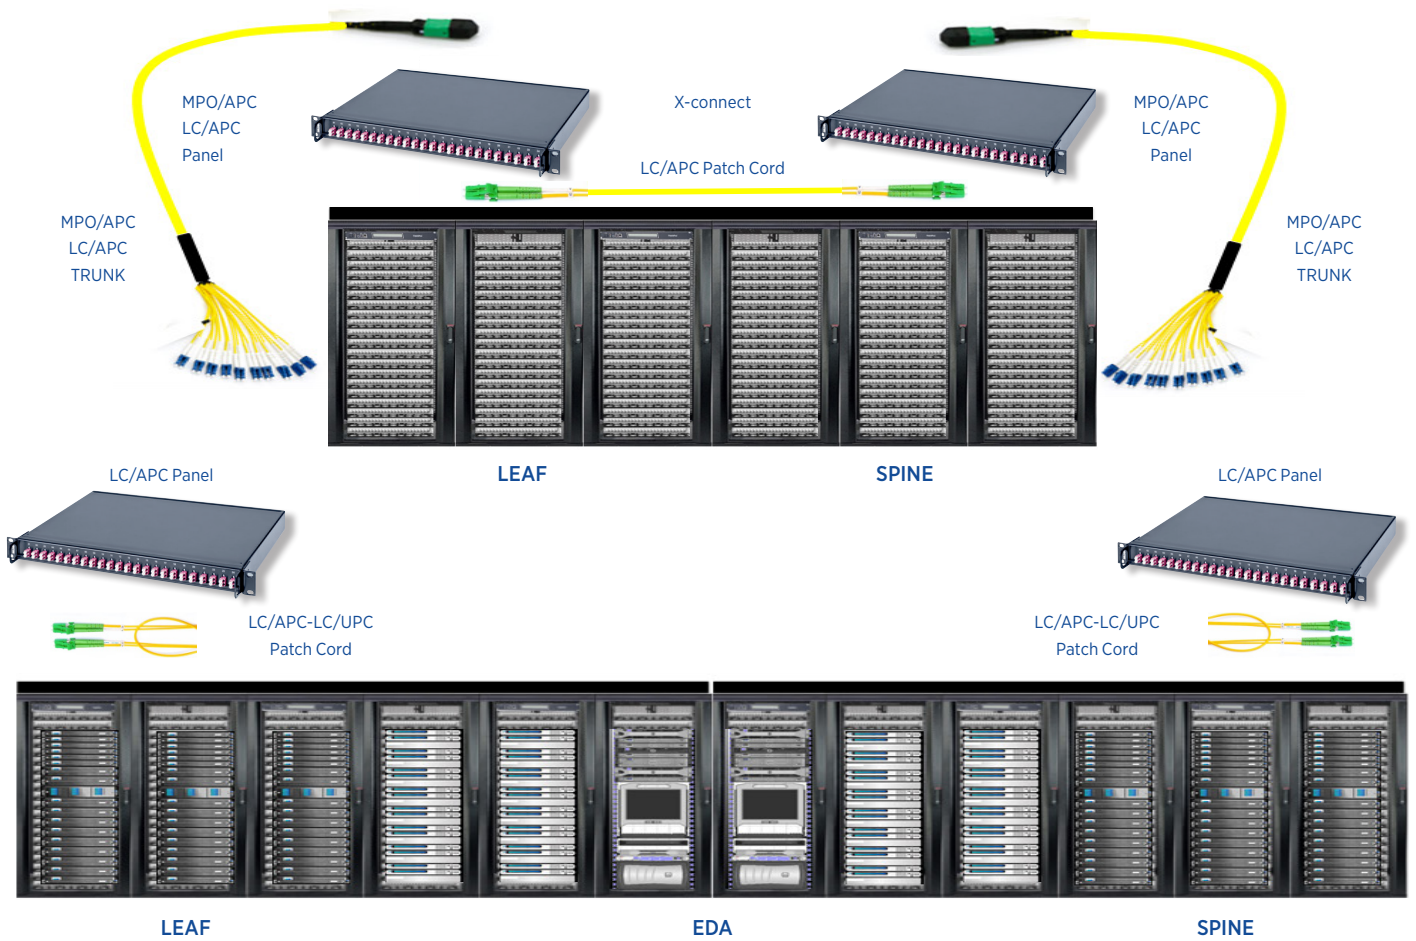 MPO/APC
LC/APC
Panel
X-connect
MPO/APC
LC/APC
Panel
LC/APC Patch Cord
MPO/APC
LC/APC
TRUNK
MPO/APC
LC/APC
TRUNK
LEAF
SPINE
LC/APC Panel
LC/APC Panel
LC/APC-LC/UPC
Patch Cord
LC/APC-LC/UPC
Patch Cord
LEAF
EDA
SPINE